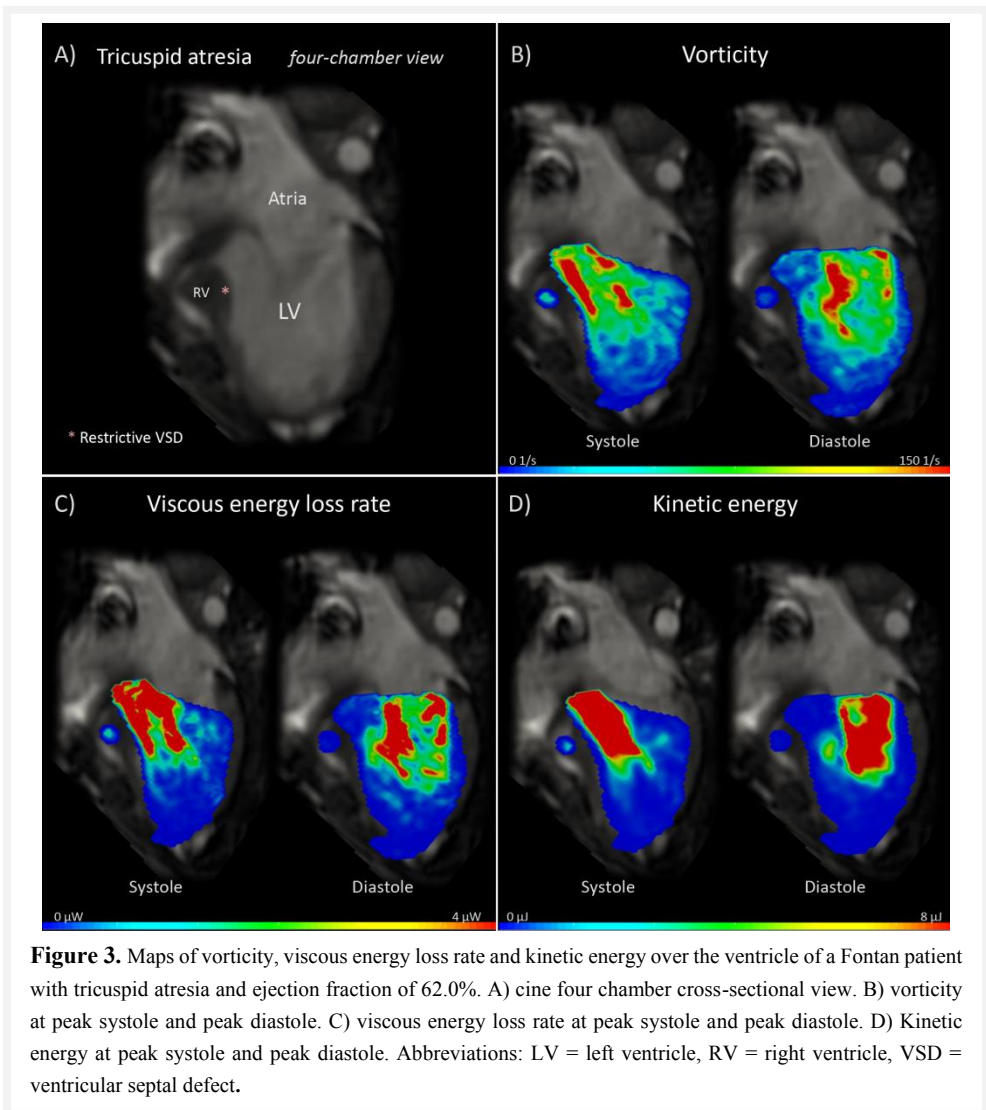 A) Tricuspid atresia four-chamber view
Atria
RV *
LV
* Restrictive VSD
B) Vorticity
Systole Diastole
0 1/s 150 1/s
C) Viscous energy loss rate
Systole Diastole
0 µW 4 µW
D) Kinetic energy
Systole Diastole
0 µJ 8 µJ
Figure 3. Maps of vorticity, viscous energy loss rate and kinetic energy over the ventricle of a Fontan patient
with tricuspid atresia and ejection fraction of 62.0%. A) cine four chamber cross-sectional view. B) vorticity
at peak systole and peak diastole. C) viscous energy loss rate at peak systole and peak diastole. D) Kinetic
energy at peak systole and peak diastole. Abbreviations: LV = left ventricle, RV = right ventricle, VSD =
ventricular septal defect.